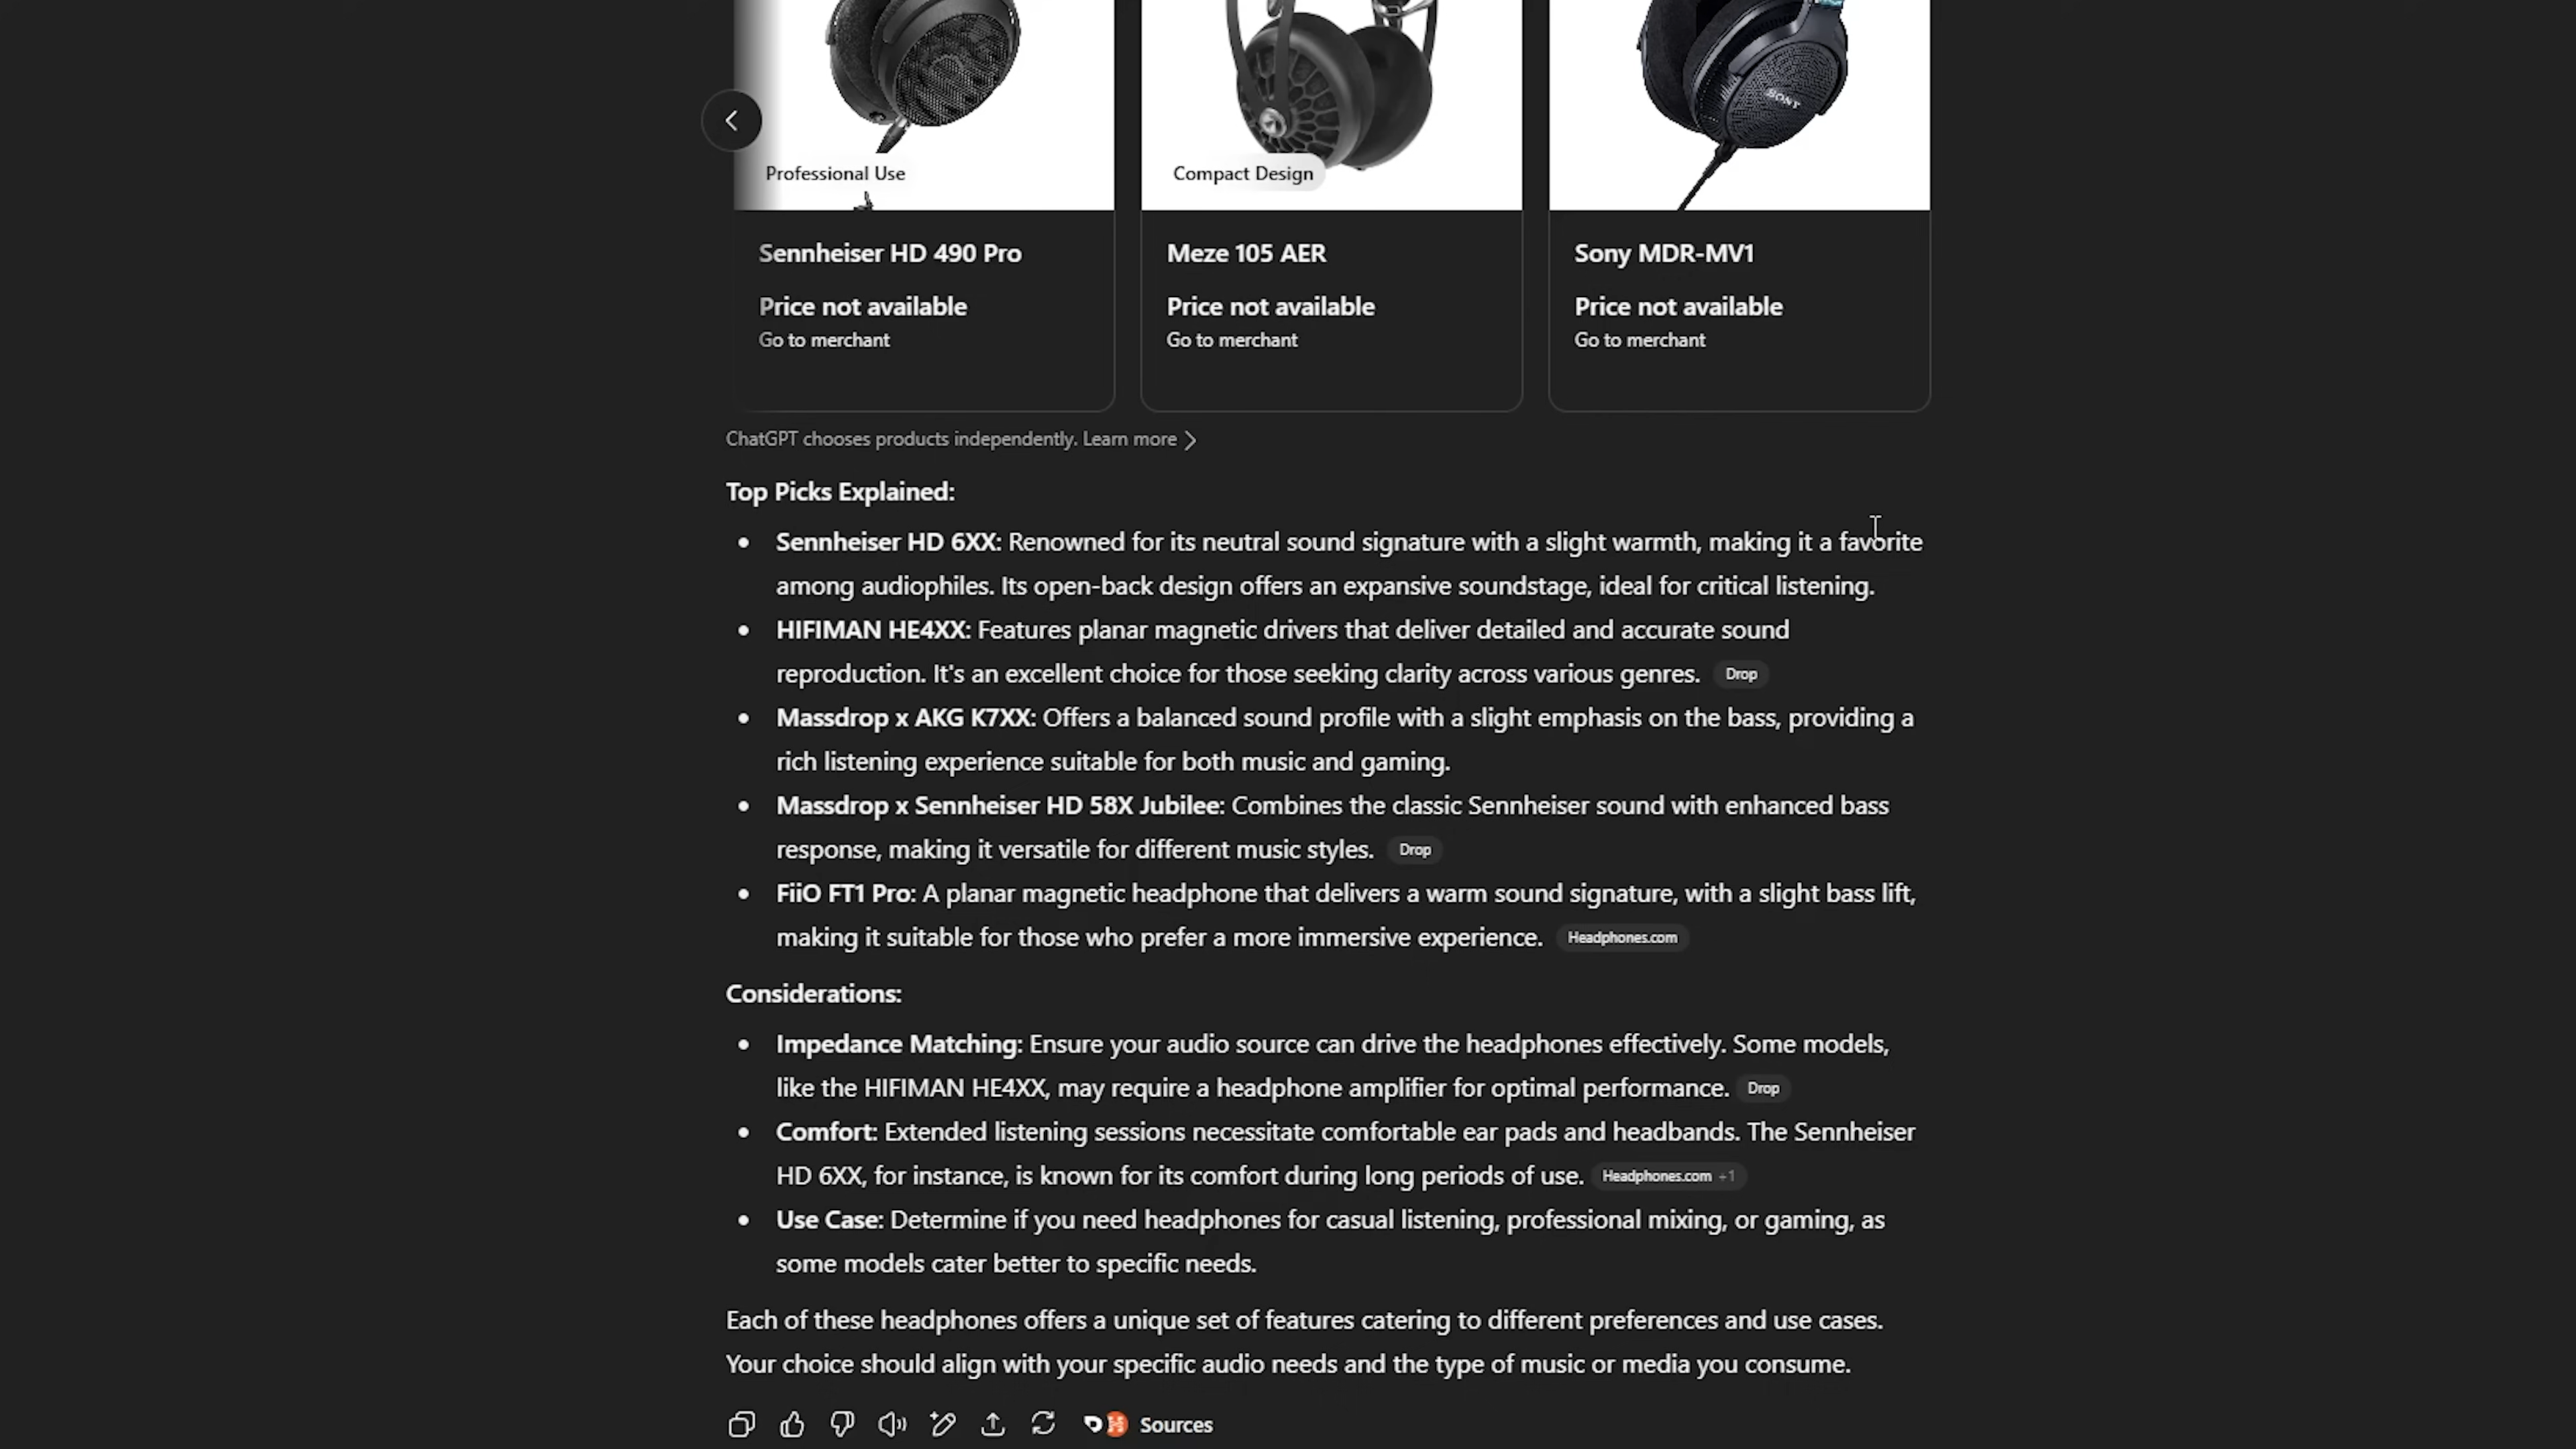 SONY
Professional Use
Compact Design
Sennheiser HD 490 Pro
Price not available
Go to merchant
Meze 105 AER
Price not available
Go to merchant
Sony MDR-MV1
Price not available
Go to merchant
ChatGPT chooses products independently. Learn more
Top Picks Explained:
Sennheiser HD 6XX: Renowned for its neutral sound signature with a slight warmth, making it a favorite
among audiophiles. Its open-back design offers an expansive soundstage, ideal for critical listening.
HIFIMAN HE4XX: Features planar magnetic drivers that deliver detailed and accurate sound
reproduction. It's an excellent choice for those seeking clarity across various genres. Drop
Massdrop x AKG K7XX: Offers a balanced sound profile with a slight emphasis on the bass, providing a
rich listening experience suitable for both music and gaming.
Massdrop x Sennheiser HD 58X Jubilee: Combines the classic Sennheiser sound with enhanced bass
response, making it versatile for different music styles. Drop
FiiO FT1 Pro: A planar magnetic headphone that delivers a warm sound signature, with a slight bass lift,
making it suitable for those who prefer a more immersive experience. Headphones.com
Considerations:
Impedance Matching: Ensure your audio source can drive the headphones effectively. Some models,
like the HIFIMAN HE4XX, may require a headphone amplifier for optimal performance. Drop
Comfort: Extended listening sessions necessitate comfortable ear pads and headbands. The Sennheiser
HD 6XX, for instance, is known for its comfort during long periods of use. Headphones.com +1
Use Case: Determine if you need headphones for casual listening, professional mixing, or gaming, as
some models cater better to specific needs.
Each of these headphones offers a unique set of features catering to different preferences and use cases.
Your choice should align with your specific audio needs and the type of music or media you consume.
Sources